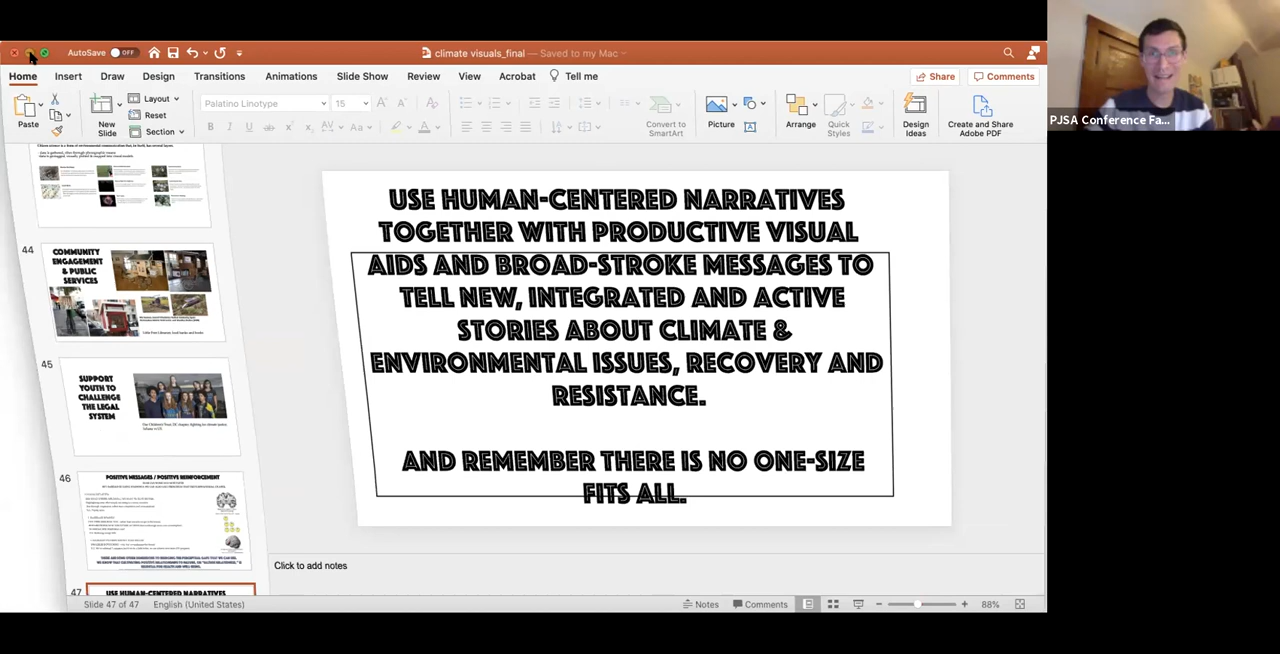 AutoSave OFF
climate visuals_final — Saved to my Mac
Home Insert Draw Design Transitions Animations Slide Show Review View Acrobat Tell me
Share Comments
Paste
New
Slide
Layout
Reset
Section
Palatino Linotype 15
Convert to
SmartArt
Picture
Arrange
Quick
Styles
Design
Ideas
Create and Share
Adobe PDF
PJSA Conference Fa...
44
COMMUNITY
ENGAGEMENT
& PUBLIC
SERVICES
45
SUPPORT
YOUTH TO
CHALLENGE
THE LEGAL
SYSTEM
46
POSITIVE MESSAGES / POSITIVE REINFORCEMENT
47
USE HUMAN-CENTERED NARRATIVES
USE HUMAN-CENTERED NARRATIVES
TOGETHER WITH PRODUCTIVE VISUAL
AIDS AND BROAD-STROKE MESSAGES TO
TELL NEW, INTEGRATED AND ACTIVE
STORIES ABOUT CLIMATE &
ENVIRONMENTAL ISSUES, RECOVERY AND
RESISTANCE.
AND REMEMBER THERE IS NO ONE-SIZE
FITS ALL.
Click to add notes
Slide 47 of 47 English (United States)
Notes Comments 88%